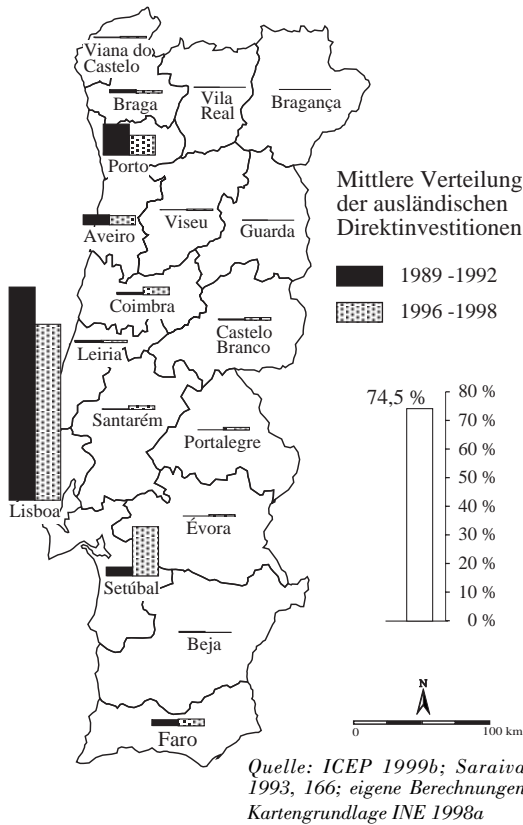 Viana do
Castelo
Braga
Vila
Real
Bragança
Porto
Mittlere Verteilung
der ausländischen
Direktinvestitionen
1989 -1992
1996 -1998
Aveiro
Viseu
Guarda
Coimbra
Castelo
Branco
Leiria
Santarém
Portalegre
74,5 %
80 %
70 %
60 %
50 %
40 %
30 %
20 %
10 %
0 %
Lisboa
Évora
Setúbal
Beja
Faro
N
0 100 km
Quelle: ICEP 1999b; Saraiva
1993, 166; eigene Berechnungen
Kartengrundlage INE 1998a